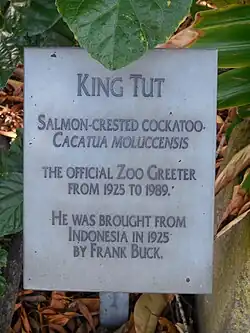 King Tut
Salmon-crested cockatoo-
Cacatua moluccensis
The official Zoo Greeter
from 1925 to 1989.
He was brought from
Indonesia in 1925
by Frank Buck.